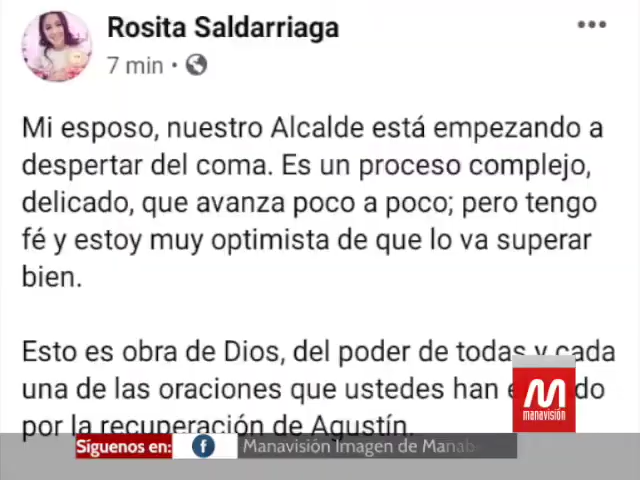 Rosita Saldarriaga
7 min
Mi esposo, nuestro Alcalde está empezando a
despertar del coma. Es un proceso complejo,
delicado, que avanza poco a poco; pero tengo
fé y estoy muy optimista de que lo va superar
bien.
Esto es obra de Dios, del poder de todas y cada
una de las oraciones que ustedes han
por la recuperación de Agustín.
manavisión
Síguenos en: f Manavisión Imagen de